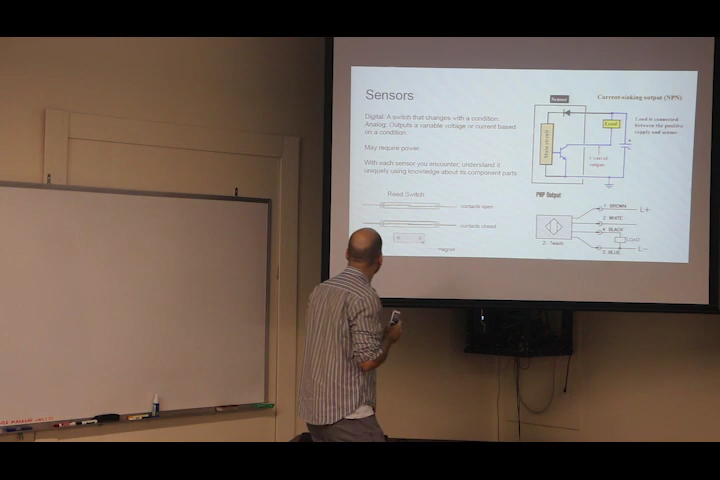 Sensors
Digital: A switch that changes with a condition.
Analog: Outputs a variable voltage or current based
on a condition.
May require power.
With each sensor you encounter, understand it
uniquely using knowledge about its component parts
Reed Switch
contacts open
contacts closed
magnet
Sensor
Current-sinking output (NPN)
Load
Load is connected
between the positive
supply and sensor
Main circuit
Control
output
PNP Output
1 BROWN
L+
2 WHITE
4 BLACK
LOAD
3 BLUE
L-